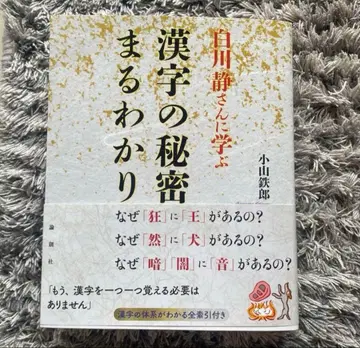 白川静さんに学ぶ
漢字の秘密
まるわかり
小山鉄郎
論創社
なぜ「狂」に「王」があるの?
なぜ「然」に「犬」があるの?
なぜ「暗」「闇」に「音」があるの?
「もう、漢字を一つ一つ覚える必要は
ありません」
漢字の体系がわかる全索引付き